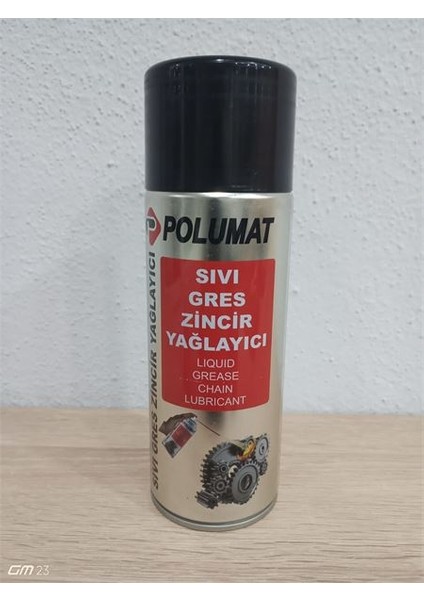 POLUMAT
SIVI
GRES
ZİNCİR
YAĞLAYICI
LIQUID
GREASE
CHAIN
LUBRICANT
SIVI GRES ZİNCİR YAĞLAYICI
GM 23